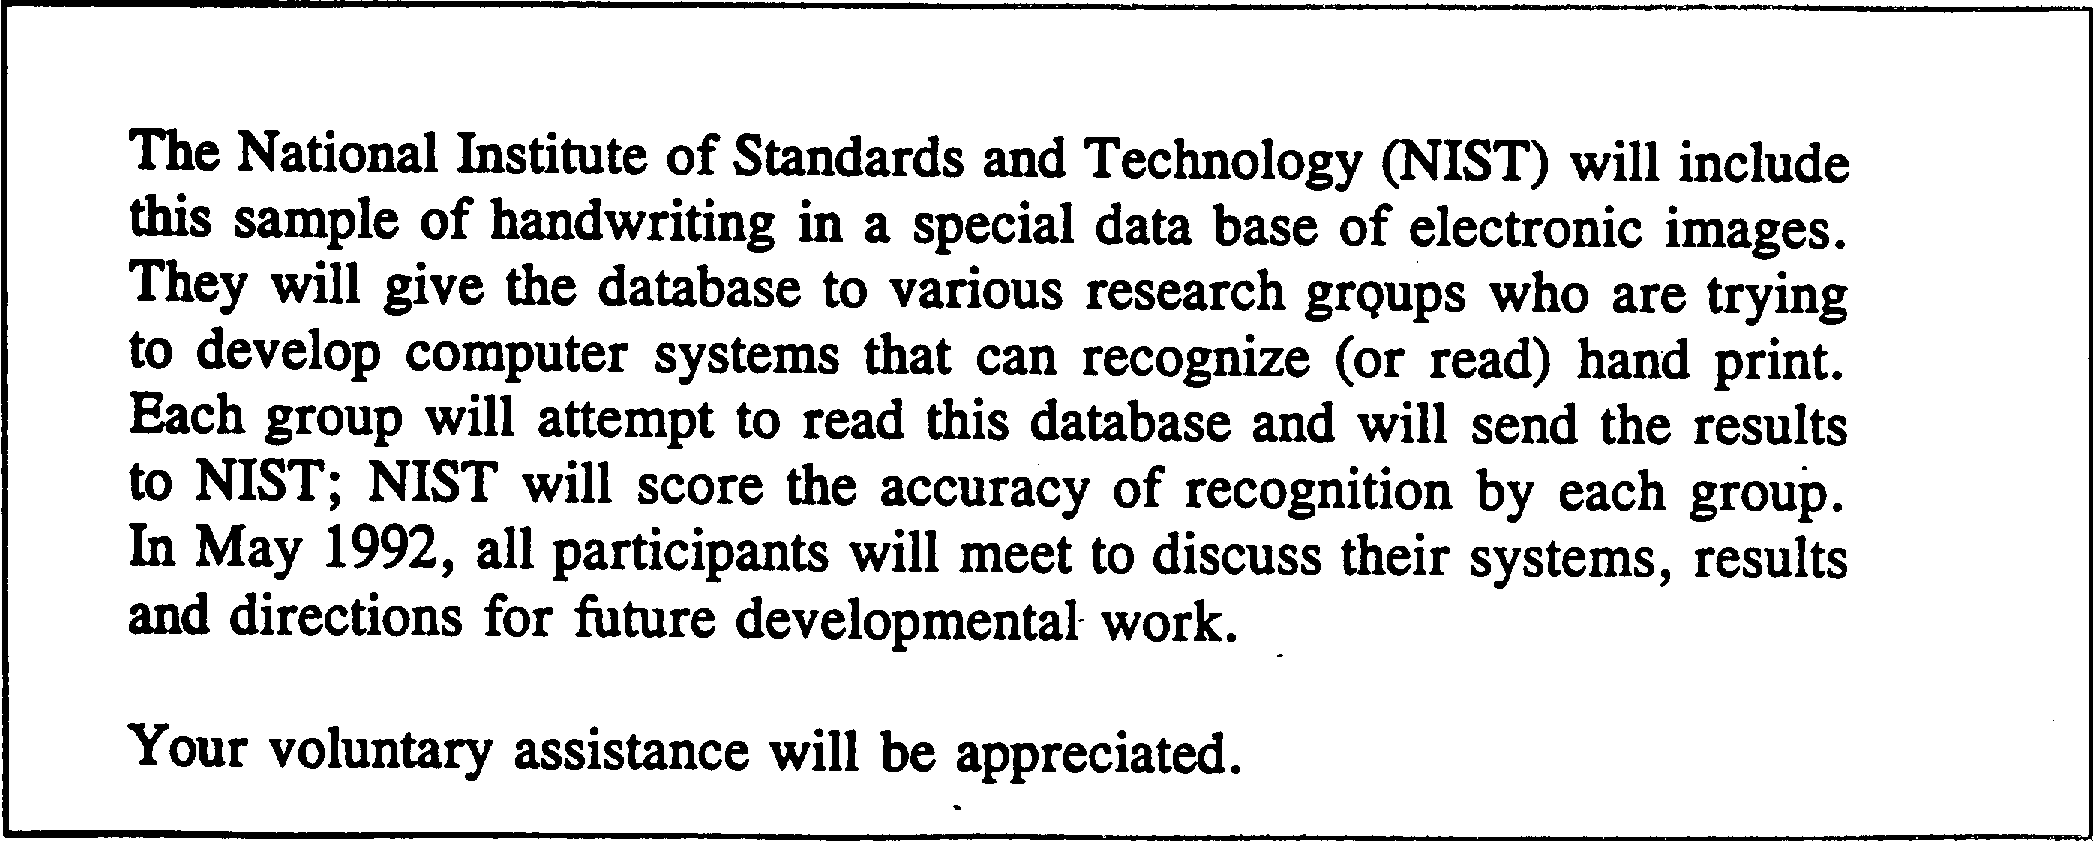 The National Institute of Standards and Technology (NIST) will include
this sample of handwriting in a special data base of electronic images.
They will give the database to various research groups who are trying
to develop computer systems that can recognize (or read) hand print.
Each group will attempt to read this database and will send the results
to NIST; NIST will score the accuracy of recognition by each group.
In May 1992, all participants will meet to discuss their systems, results
and directions for future developmental work.
Your voluntary assistance will be appreciated.